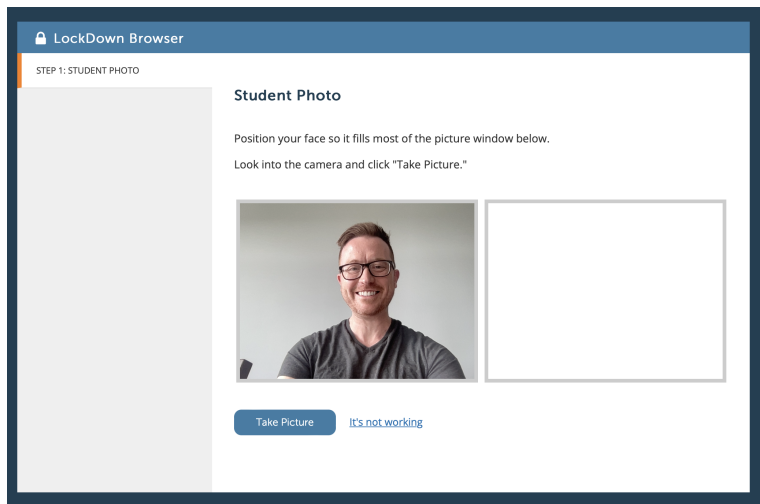 LockDown Browser
STEP 1: STUDENT PHOTO
Student Photo
Position your face so it fills most of the picture window below.
Look into the camera and click "Take Picture."
Take Picture
It's not working